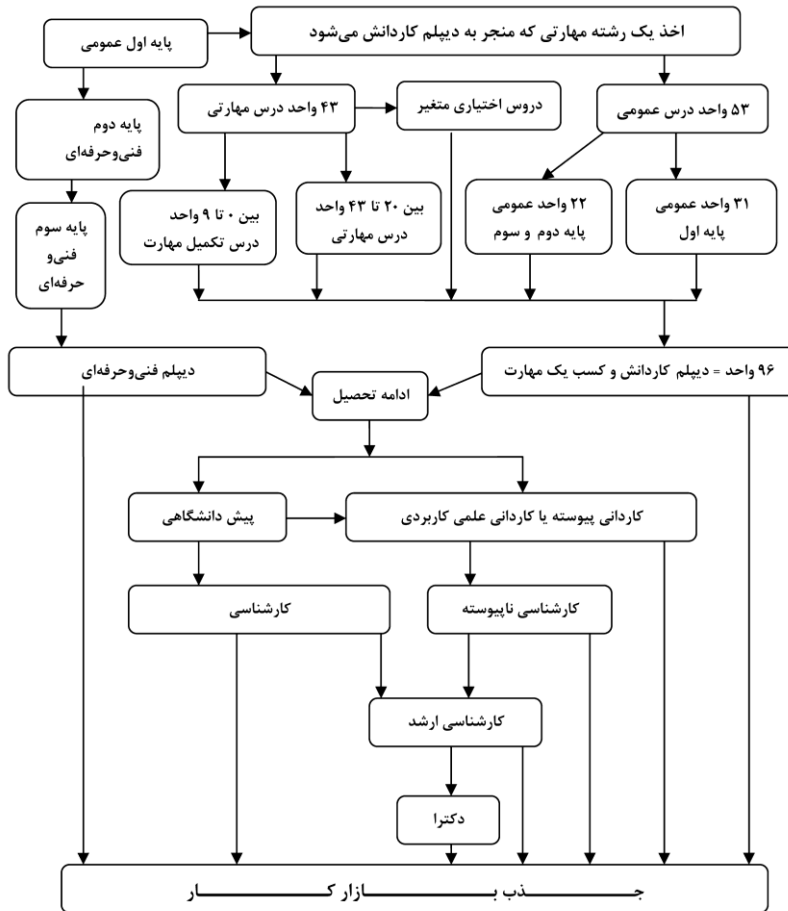 پایه اول عمومی
اخذ یک رشته مهارتی که منجر به دیپلم کاردانش می‌شود
پایه دوم
فنی‌وحرفه‌ای
۴۳ واحد درس مهارتی
دروس اختیاری متغیر
۵۳ واحد درس عمومی
پایه سوم
فنی‌و
حرفه‌ای
بین ۰ تا ۹ واحد
درس تکمیل مهارت
بین ۲۰ تا ۴۳ واحد
درس مهارتی
۲۲ واحد عمومی
پایه دوم و سوم
۳۱ واحد عمومی
پایه اول
دیپلم فنی‌وحرفه‌ای
ادامه تحصیل
۹۶ واحد = دیپلم کاردانش و کسب یک مهارت
پیش دانشگاهی
کاردانی پیوسته یا کاردانی علمی کاربردی
کارشناسی
کارشناسی ناپیوسته
کارشناسی ارشد
دکترا
جـــــــــذب بـــــــــــازار کـــــــــــار